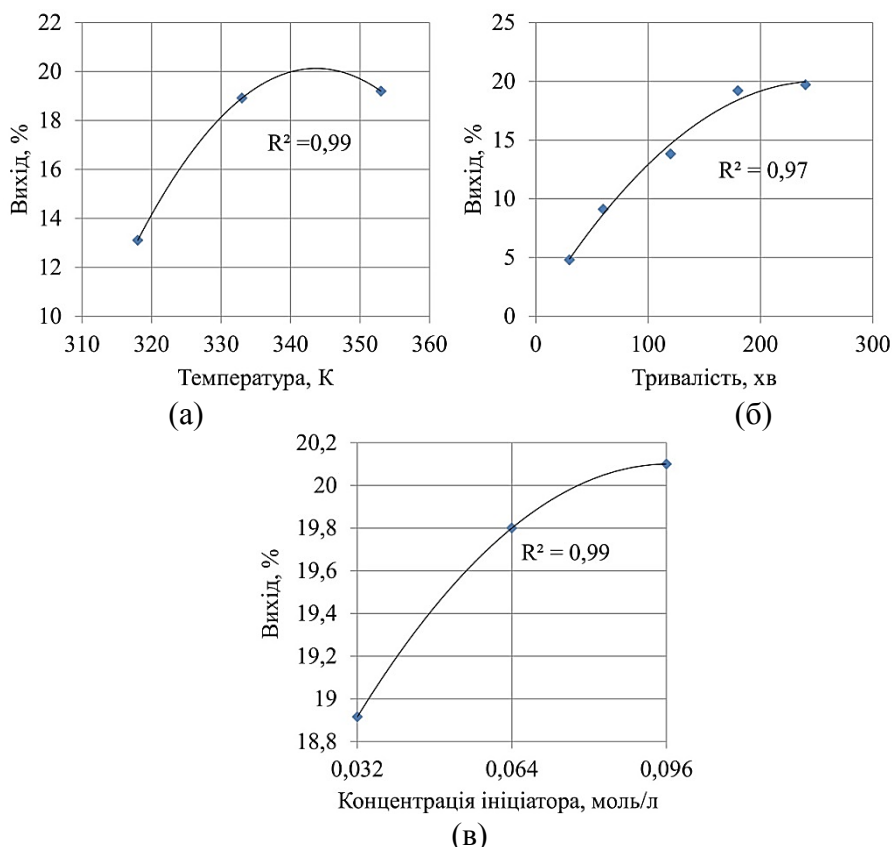 Вихід, %
20
18
16
14
12
10
310 320 330 340 350 360
R² =0,99
Температура, К
(а)
Вихід, %
25
20
15
10
5
0
0 100 200 300
R² = 0,97
Тривалість, хв
(б)
Вихід, %
20,2
20
19,8
19,6
19,4
19,2
19
18,8
0,032 0,064 0,096
R² = 0,99
Концентрація ініціатора, моль/л
(в)